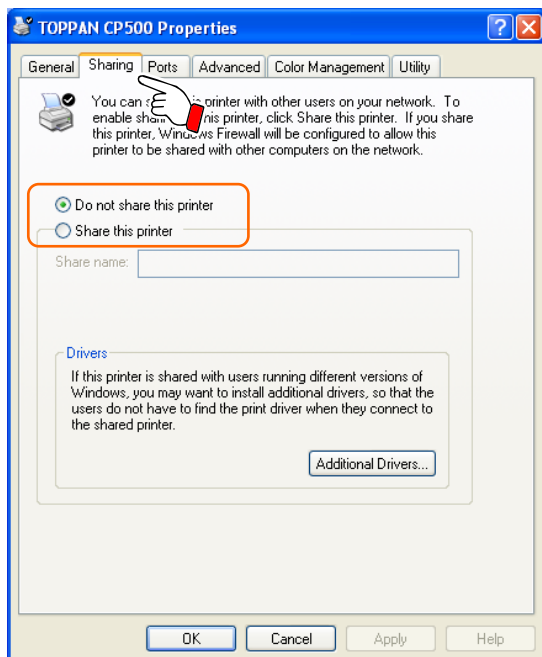 TOPPAN CP500 Properties
General Sharing Ports Advanced Color Management Utility
You can printer with other users on your network. To
enable his printer, click Share this printer. If you share
this printer, Windows Firewall will be configured to allow this
printer to be shared with other computers on the network.
Do not share this printer
Share this printer
Share name:
Drivers
If this printer is shared with users running different versions of
Windows, you may want to install additional drivers, so that the
users do not have to find the print driver when they connect to
the shared printer.
Additional Drivers...
OK Cancel Apply Help